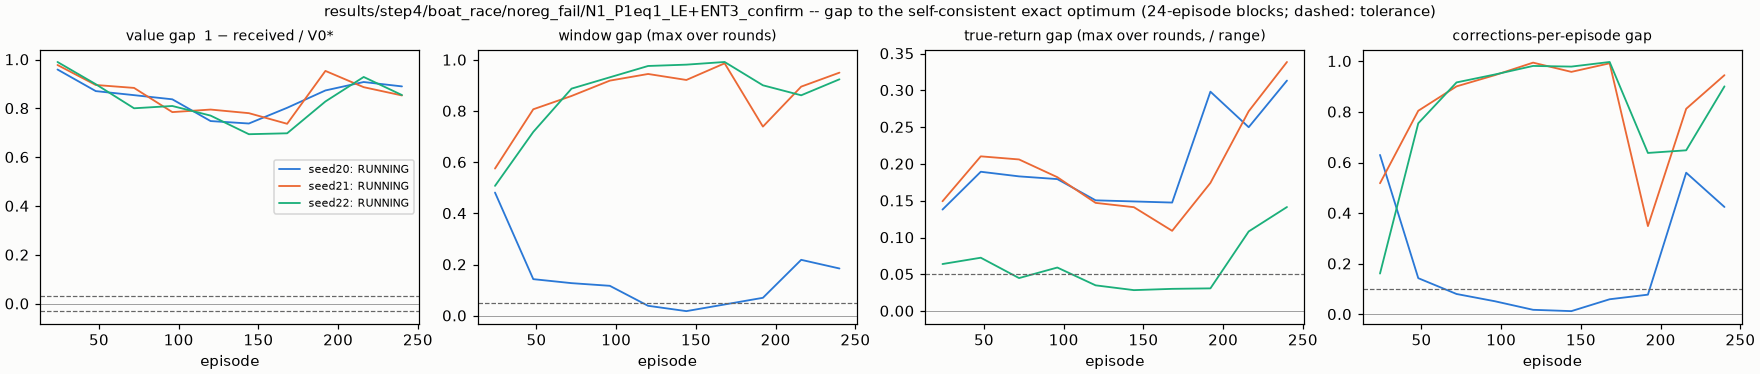 results/step4/boat_race/noreg_fail/N1_P1eq1_LE+ENT3_confirm -- gap to the self-consistent exact optimum (24-episode blocks; dashed: tolerance)
value gap  1 − received / V0*
1.0
0.8
0.6
0.4
0.2
0.0
seed20: RUNNING
seed21: RUNNING
seed22: RUNNING
50 100 150 200 250
episode
window gap (max over rounds)
1.0
0.8
0.6
0.4
0.2
0.0
50 100 150 200 250
episode
true-return gap (max over rounds, / range)
0.35
0.30
0.25
0.20
0.15
0.10
0.05
0.00
50 100 150 200 250
episode
corrections-per-episode gap
1.0
0.8
0.6
0.4
0.2
0.0
50 100 150 200 250
episode